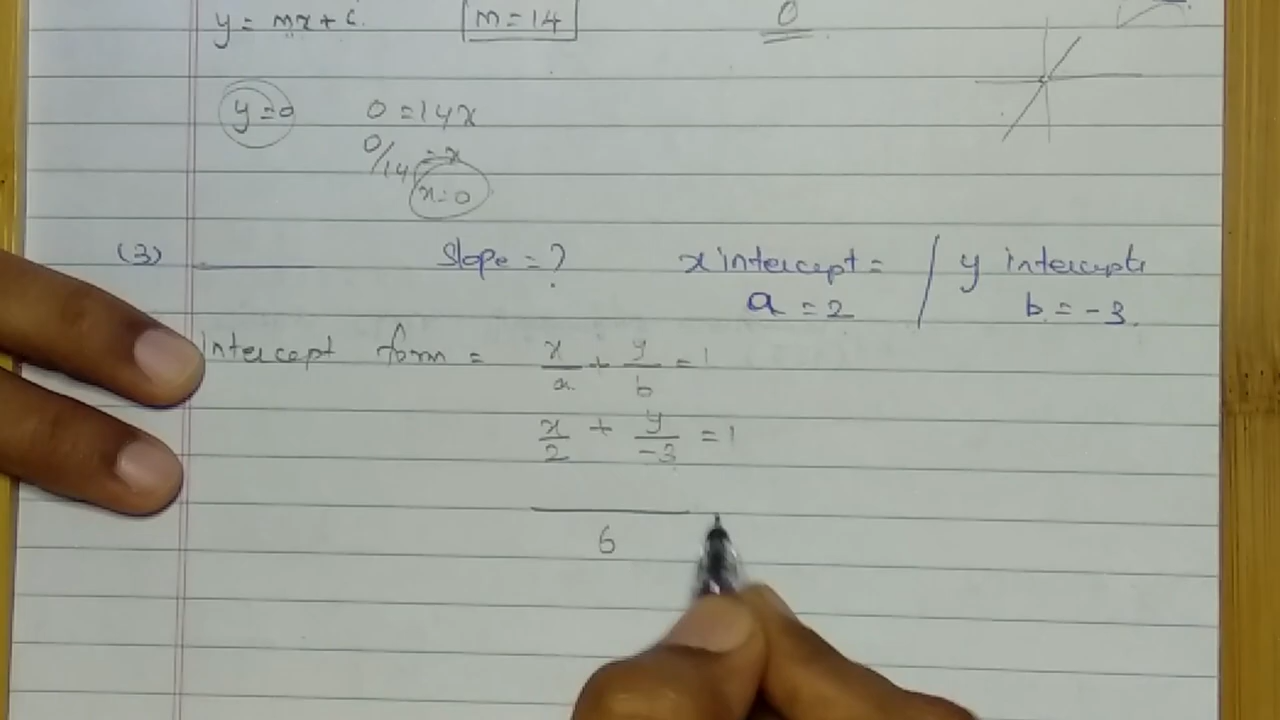 y = mx + c. m = 14 0
y = 0 0 = 14x
0/14 = x
x = 0
(3) Slope = ? x intercept = / y intercept =
a = 2 b = -3.
Intercept form = x/a + y/b = 1
x/2 + y/-3 = 1
6